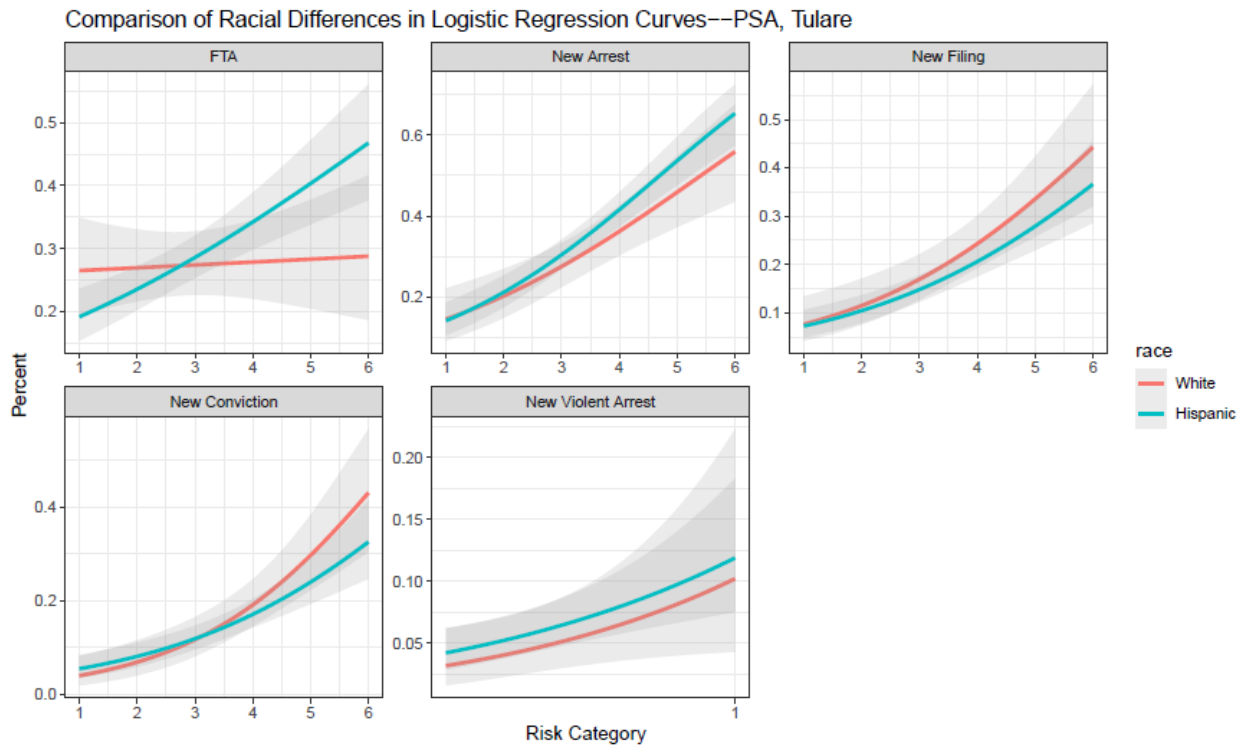 Comparison of Racial Differences in Logistic Regression Curves−−PSA, Tulare
FTA
New Arrest
New Filing
0.5
0.4
0.3
0.2
0.6
0.4
0.2
0.5
0.4
0.3
0.2
0.1
1 2 3 4 5 6
1 2 3 4 5 6
1 2 3 4 5 6
Percent
race
White
Hispanic
New Conviction
New Violent Arrest
0.4
0.2
0.0
0.20
0.15
0.10
0.05
1 2 3 4 5 6
1
Risk Category